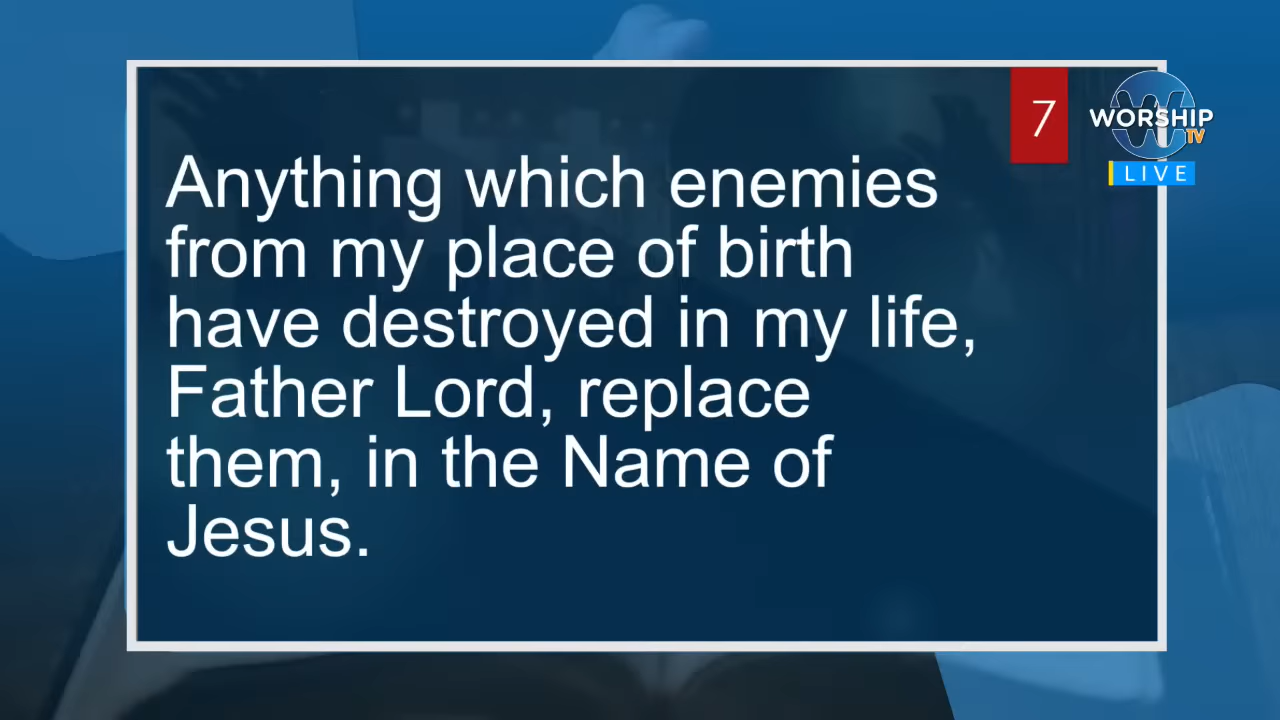 7
WORSHIP
TV
LIVE
Anything which enemies
from my place of birth
have destroyed in my life,
Father Lord, replace
them, in the Name of
Jesus.